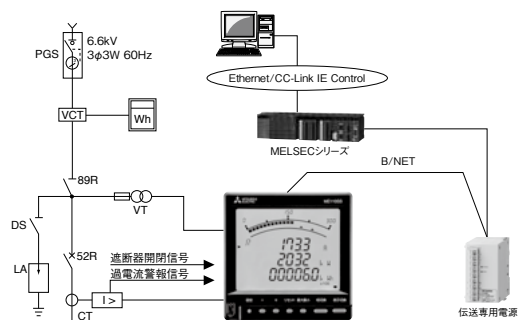 6.6kV
PGS
3φ3W 60Hz
Ethernet/CC-Link IE Control
VCT
Wh
MELSECシリーズ
B/NET
89R
VT
DS
52R
LA
遮断器開閉信号
過電流警報信号
I >
CT
1733
2032
000060
伝送専用電源